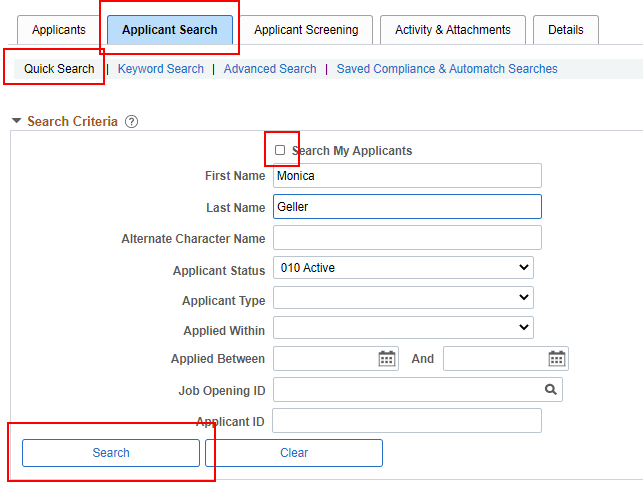 Applicants Applicant Search Applicant Screening Activity & Attachments Details
Quick Search | Keyword Search | Advanced Search | Saved Compliance & Automatch Searches
Search Criteria ?
Search My Applicants
First Name Monica
Last Name Geller
Alternate Character Name
Applicant Status 010 Active
Applicant Type
Applied Within
Applied Between And
Job Opening ID
Applicant ID
Search Clear